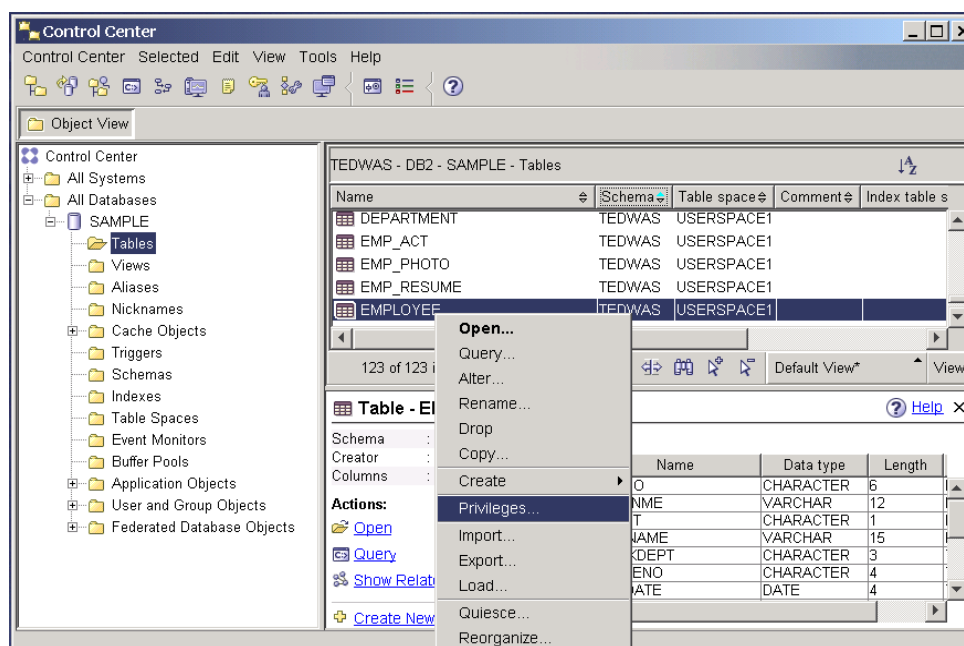 Control Center
Control Center Selected Edit View Tools Help
Object View
Control Center
All Systems
All Databases
SAMPLE
Tables
Views
Aliases
Nicknames
Cache Objects
Triggers
Schemas
Indexes
Table Spaces
Event Monitors
Buffer Pools
Application Objects
User and Group Objects
Federated Database Objects
TEDWAS - DB2 - SAMPLE - Tables
Name Schema Table space Comment Index table s
DEPARTMENT TEDWAS USERSPACE1
EMP_ACT TEDWAS USERSPACE1
EMP_PHOTO TEDWAS USERSPACE1
EMP_RESUME TEDWAS USERSPACE1
EMPLOYEE TEDWAS USERSPACE1
123 of 123 i Default View* View
Open...
Query...
Alter...
Rename...
Drop
Copy...
Create
Privileges...
Import...
Export...
Load...
Quiesce...
Reorganize...
Table - E Help
Schema :
Creator :
Columns :
Actions:
Open
Query
Show Relat
Create New
Name Data type Length
O CHARACTER 6
NME VARCHAR 12
T CHARACTER 1
NAME VARCHAR 15
KDEPT CHARACTER 3
ENO CHARACTER 4
DATE DATE 4